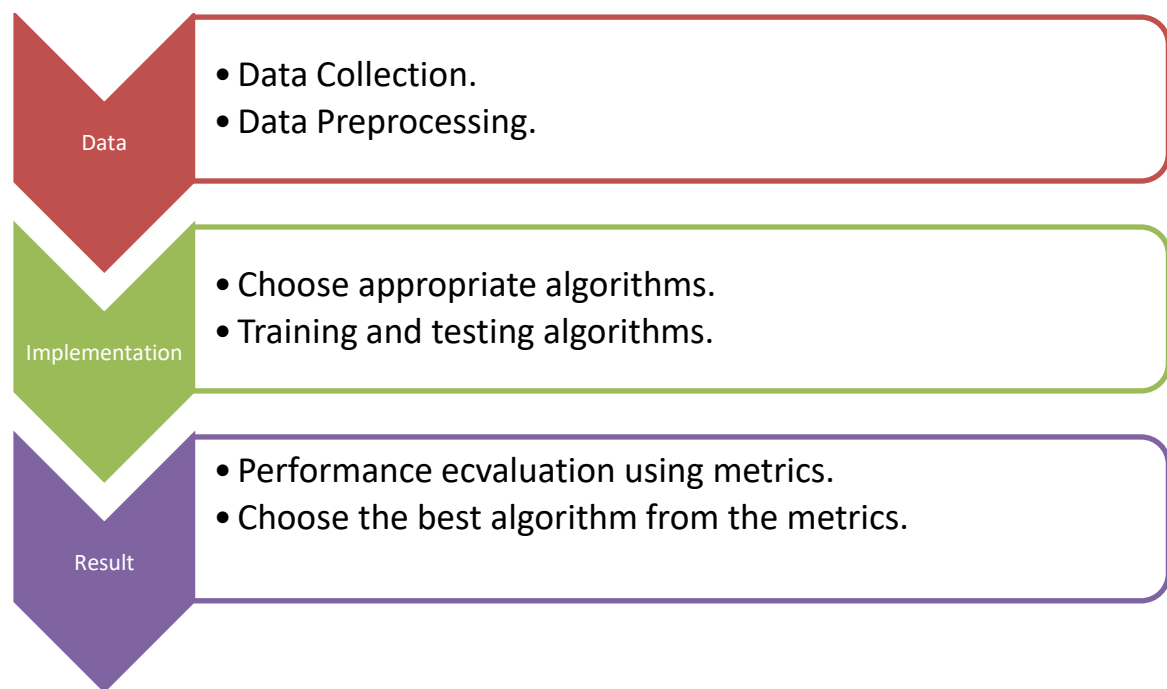 Data
• Data Collection.
• Data Preprocessing.
Implementation
• Choose appropriate algorithms.
• Training and testing algorithms.
Result
• Performance ecvaluation using metrics.
• Choose the best algorithm from the metrics.